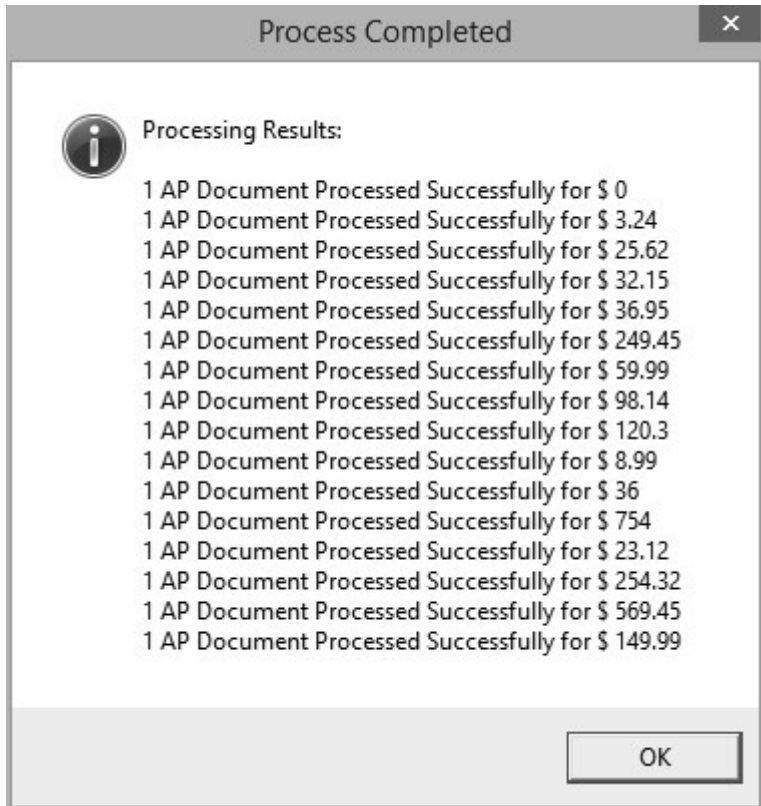 Process Completed
Processing Results:
1 AP Document Processed Successfully for $ 0
1 AP Document Processed Successfully for $ 3.24
1 AP Document Processed Successfully for $ 25.62
1 AP Document Processed Successfully for $ 32.15
1 AP Document Processed Successfully for $ 36.95
1 AP Document Processed Successfully for $ 249.45
1 AP Document Processed Successfully for $ 59.99
1 AP Document Processed Successfully for $ 98.14
1 AP Document Processed Successfully for $ 120.3
1 AP Document Processed Successfully for $ 8.99
1 AP Document Processed Successfully for $ 36
1 AP Document Processed Successfully for $ 754
1 AP Document Processed Successfully for $ 23.12
1 AP Document Processed Successfully for $ 254.32
1 AP Document Processed Successfully for $ 569.45
1 AP Document Processed Successfully for $ 149.99
OK